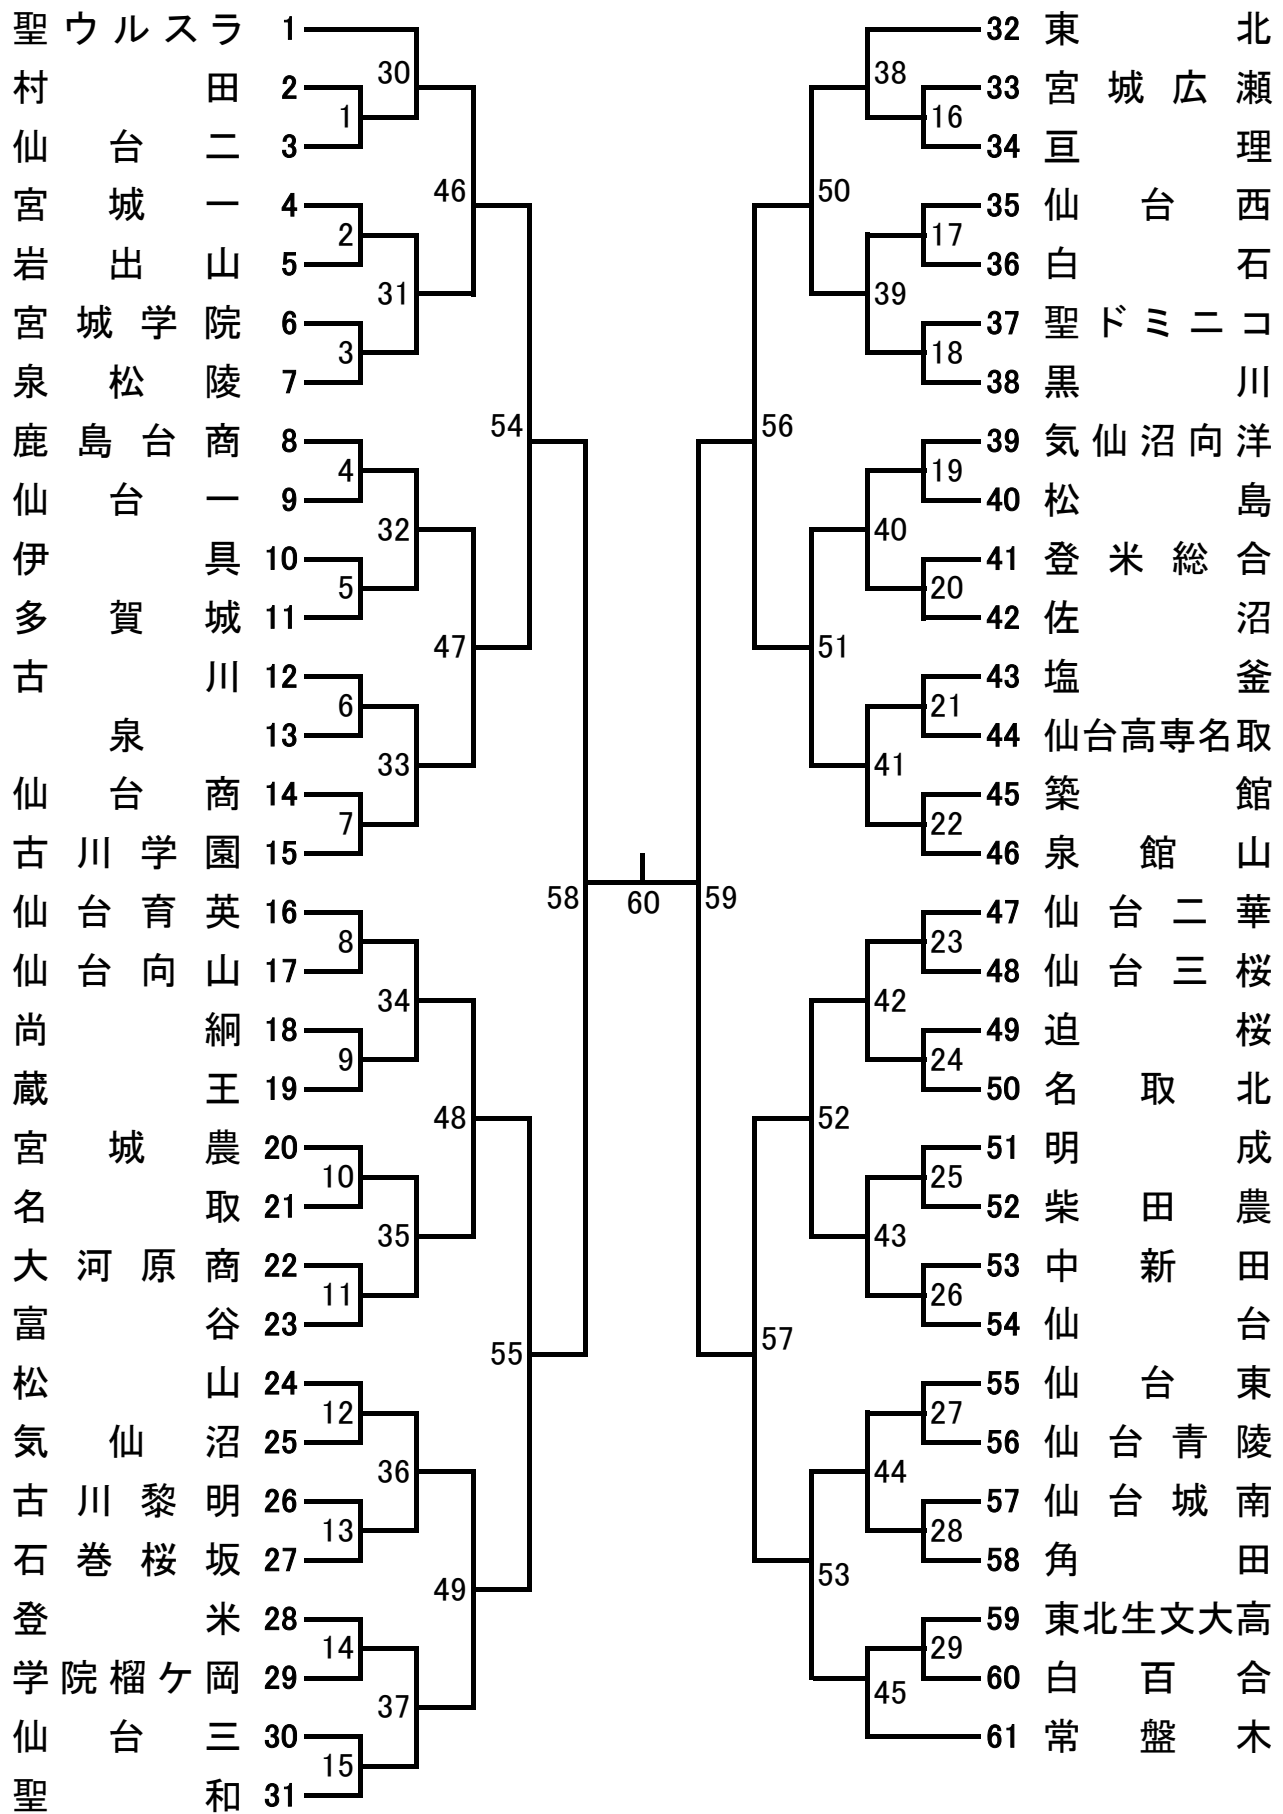 聖ウルスラ 1
村田 2
仙台二 3
宮城一 4
岩出山 5
宮城学院 6
泉松陵 7
鹿島台商 8
仙台一 9
伊具 10
多賀城 11
古川 12
泉 13
仙台商 14
古川学園 15
仙台育英 16
仙台向山 17
尚絅 18
蔵王 19
宮城農 20
名取 21
大河原商 22
富谷 23
松山 24
気仙沼 25
古川黎明 26
石巻桜坂 27
登米 28
学院榴ケ岡 29
仙台三 30
聖和 31
1
2
3
4
5
6
7
8
9
10
11
12
13
14
15
30
31
32
33
34
35
36
37
46
47
48
49
54
55
58
60
59
56
57
50
51
52
53
38
39
40
41
42
43
44
45
16
17
18
19
20
21
22
23
24
25
26
27
28
29
32 東北
33 宮城広瀬
34 亘理
35 仙台西
36 白石
37 聖ドミニコ
38 黒川
39 気仙沼向洋
40 松島
41 登米総合
42 佐沼
43 塩釜
44 仙台高専名取
45 築館
46 泉館山
47 仙台二華
48 仙台三桜
49 迫桜
50 名取北
51 明成
52 柴田農
53 中新田
54 仙台
55 仙台東
56 仙台青陵
57 仙台城南
58 角田
59 東北生文大高
60 白百合
61 常盤木